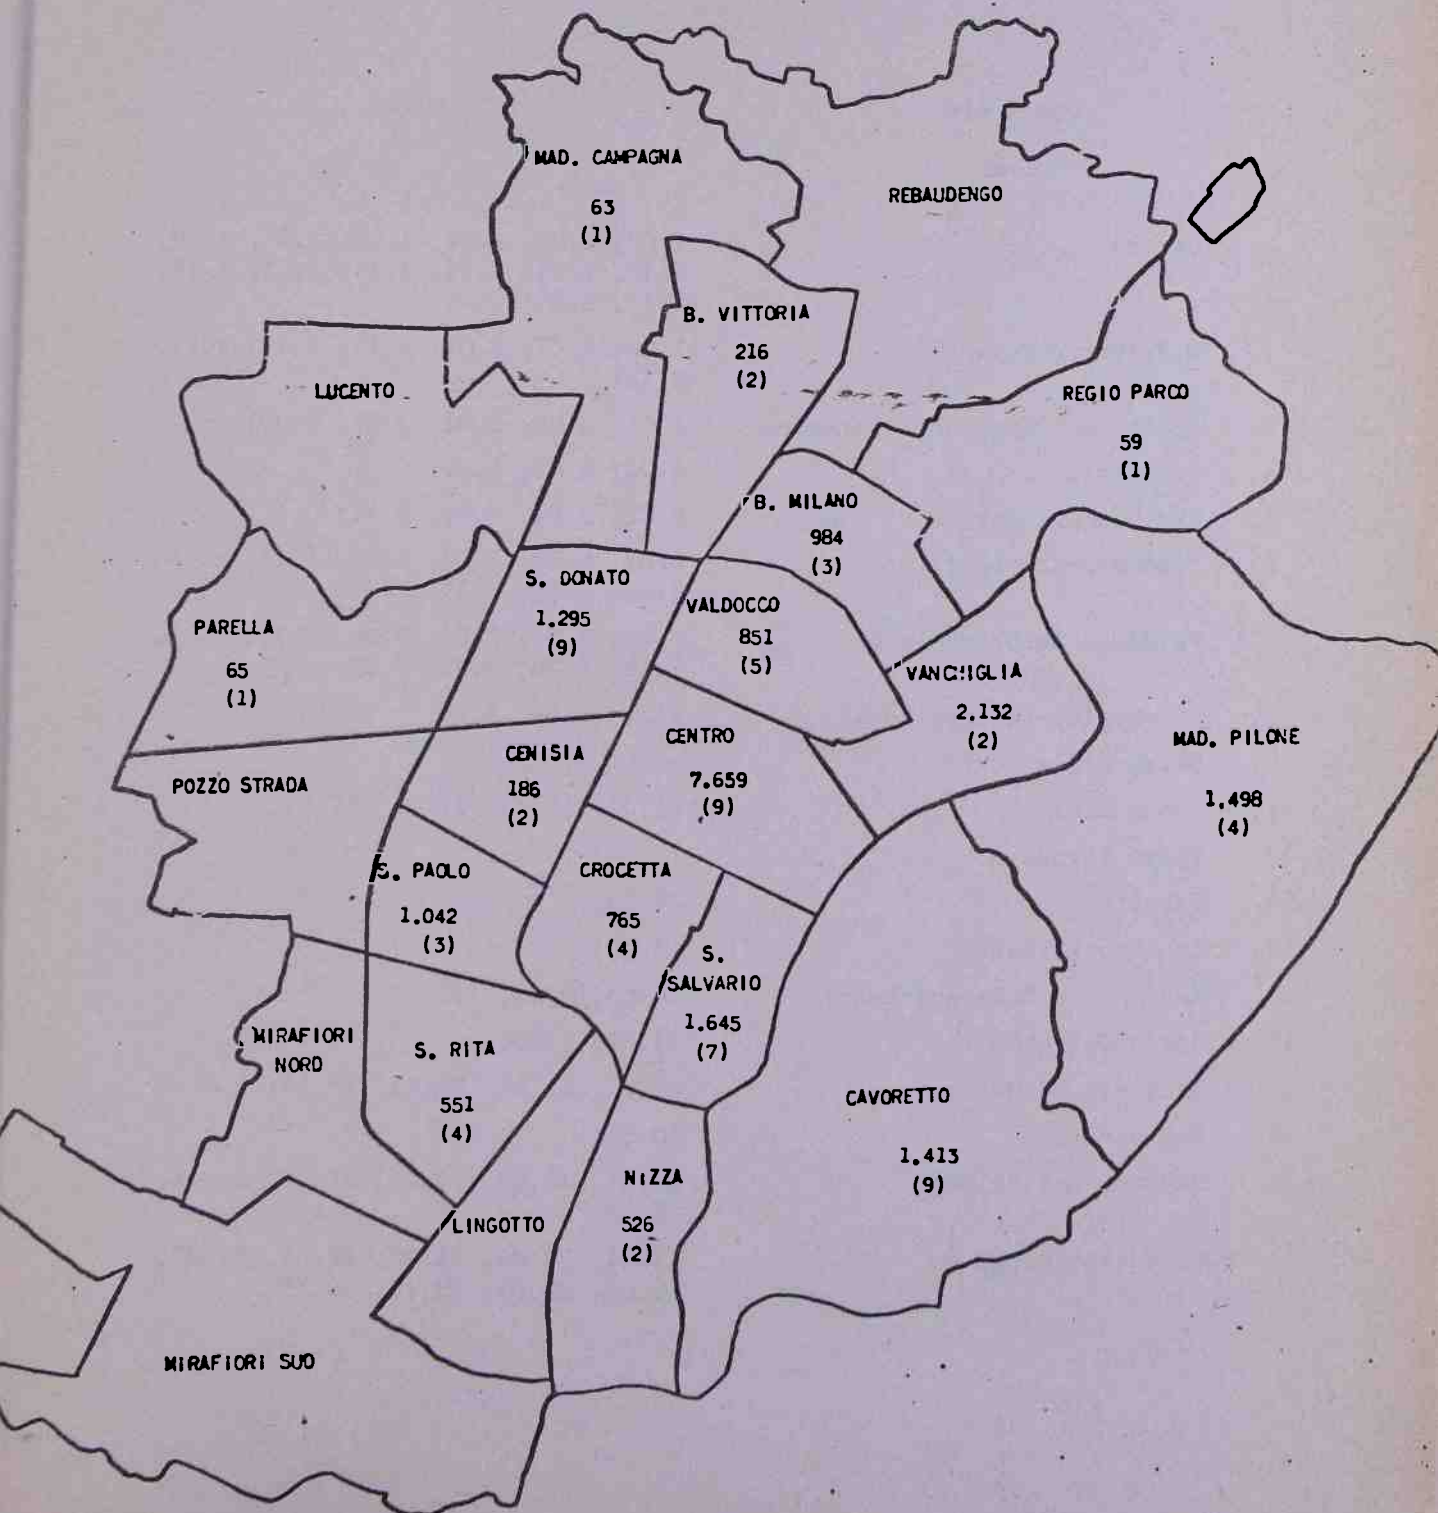 MAD. CAMPAGNA
63
(1)
REBAUDENGO
B. VITTORIA
216
(2)
LUCENTO
REGIO PARCO
59
(1)
B. MILANO
984
(3)
S. DONATO
1.295
(9)
VALDOCCO
851
(5)
PARELLA
65
(1)
VANCHIGLIA
2.132
(2)
CENISIA
186
(2)
CENTRO
7.659
(9)
MAD. PILONE
1.498
(4)
POZZO STRADA
S. PAOLO
1.042
(3)
CROCETTA
765
(4)
S.
SALVARIO
1.645
(7)
MIRAFIORI
NORD
S. RITA
551
(4)
CAVORETTO
1.413
(9)
NIZZA
526
(2)
LINGOTTO
MIRAFIORI SUD